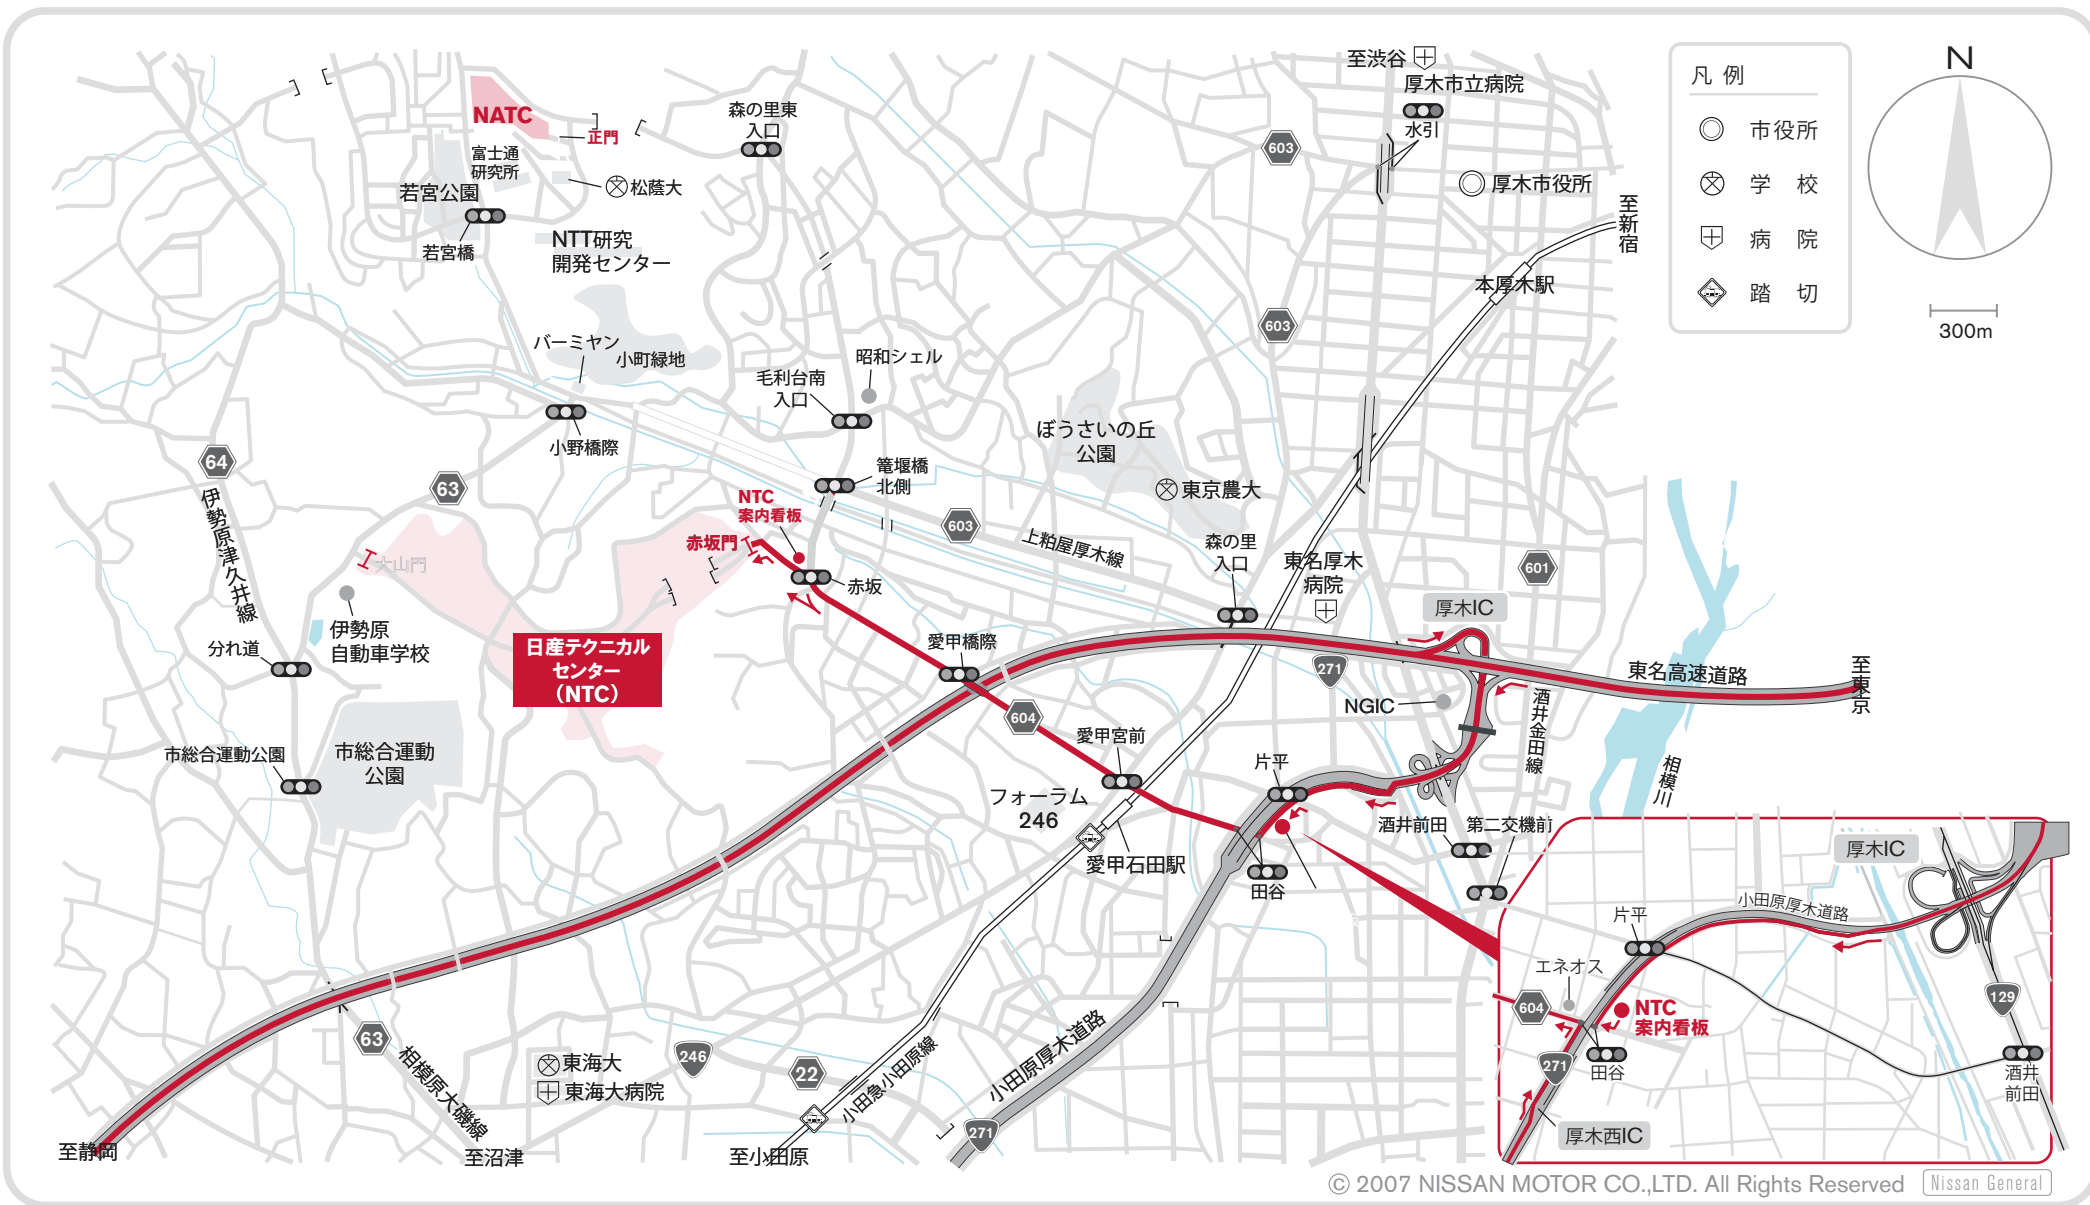 至渋谷
厚木市立病院
水引
603
厚木市役所
至新宿
本厚木駅
凡 例
市役所
学 校
病 院
踏 切
N
300m
NATC
正門
富士通
研究所
松蔭大
若宮公園
若宮橋
NTT研究
開発センター
森の里東
入口
バーミヤン
小町緑地
昭和シェル
毛利台南
入口
小野橋際
603
ぼうさいの丘
公園
東京農大
64
伊勢原津久井線
63
篭堰橋
北側
NTC
案内看板
赤坂門
赤坂
大山門
603
上粕屋厚木線
森の里
入口
東名厚木
病院
601
厚木IC
伊勢原
自動車学校
分れ道
日産テクニカル
センター
(NTC)
愛甲橋際
271
NGIC
酒井金田線
東名高速道路
至東京
604
愛甲宮前
市総合運動公園
市総合運動
公園
フォーラム
246
片平
相模川
酒井前田
第二交機前
愛甲石田駅
田谷
厚木IC
小田原厚木道路
片平
エネオス
604
NTC
案内看板
129
271
田谷
酒井
前田
厚木西IC
63
相模原大磯線
東海大
東海大病院
246
22
小田急小田原線
小田原厚木道路
271
至静岡
至沼津
至小田原
© 2007 NISSAN MOTOR CO.,LTD. All Rights Reserved
Nissan General